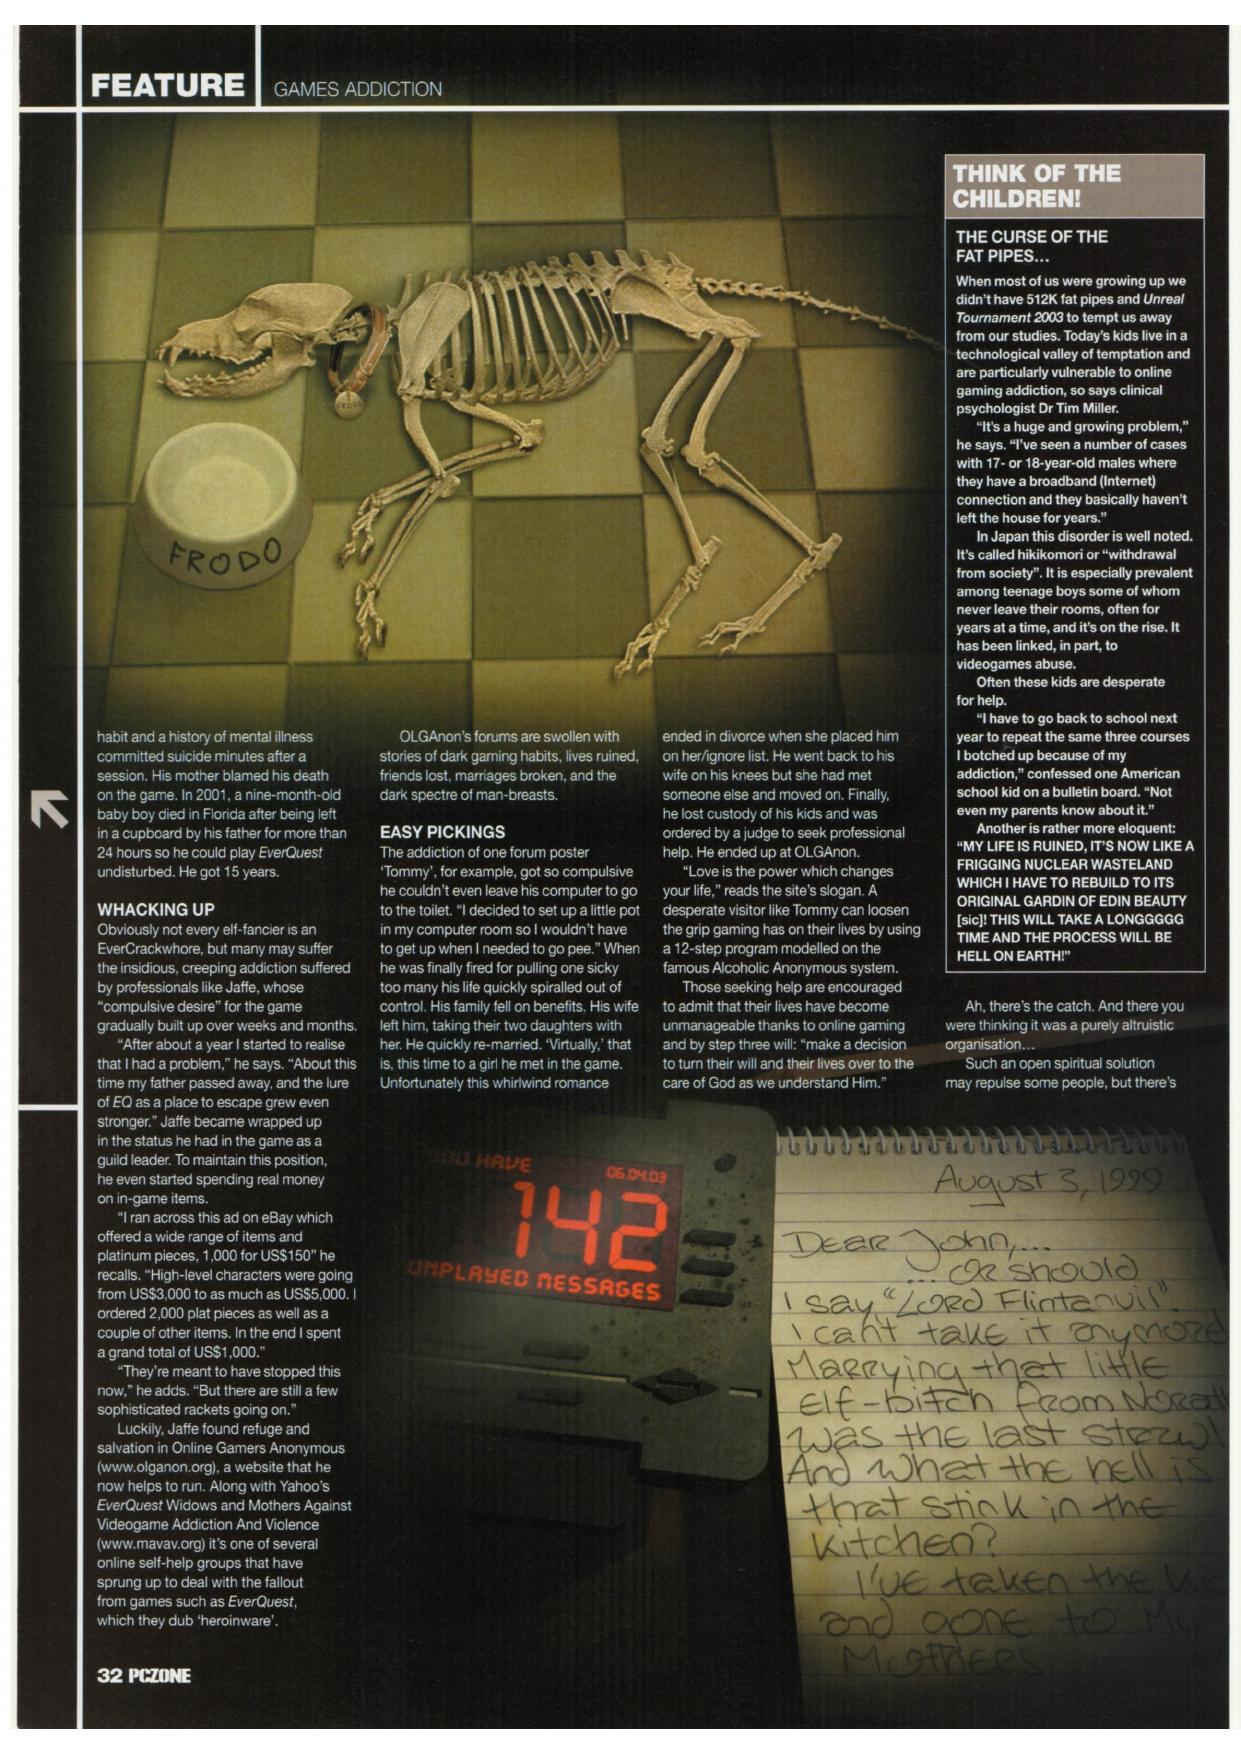 FEATURE
GAMES ADDICTION
FRODO
FRODO
habit and a history of mental illness
committed suicide minutes after a
session. His mother blamed his death
on the game. In 2001, a nine-month-old
baby boy died in Florida after being left
in a cupboard by his father for more than
24 hours so he could play EverQuest
undisturbed. He got 15 years.
WHACKING UP
Obviously not every elf-fancier is an
EverCrackwhore, but many may suffer
the insidious, creeping addiction suffered
by professionals like Jaffe, whose
"compulsive desire" for the game
gradually built up over weeks and months.
"After about a year I started to realise
that I had a problem," he says. "About this
time my father passed away, and the lure
of EQ as a place to escape grew even
stronger." Jaffe became wrapped up
in the status he had in the game as a
guild leader. To maintain this position,
he even started spending real money
on in-game items.
"I ran across this ad on eBay which
offered a wide range of items and
platinum pieces, 1,000 for US$150" he
recalls. "High-level characters were going
from US$3,000 to as much as US$5,000. I
ordered 2,000 plat pieces as well as a
couple of other items. In the end I spent
a grand total of US$1,000."
"They're meant to have stopped this
now," he adds. "But there are still a few
sophisticated rackets going on."
Luckily, Jaffe found refuge and
salvation in Online Gamers Anonymous
(www.olganon.org), a website that he
now helps to run. Along with Yahoo's
EverQuest Widows and Mothers Against
Videogame Addiction And Violence
(www.mavav.org) it's one of several
online self-help groups that have
sprung up to deal with the fallout
from games such as EverQuest,
which they dub 'heroinware'.
OLGAnon's forums are swollen with
stories of dark gaming habits, lives ruined,
friends lost, marriages broken, and the
dark spectre of man-breasts.
EASY PICKINGS
The addiction of one forum poster
'Tommy', for example, got so compulsive
he couldn't even leave his computer to go
to the toilet. "I decided to set up a little pot
in my computer room so I wouldn't have
to get up when I needed to go pee." When
he was finally fired for pulling one sicky
too many his life quickly spiralled out of
control. His family fell on benefits. His wife
left him, taking their two daughters with
her. He quickly re-married. 'Virtually,' that
is, this time to a girl he met in the game.
Unfortunately this whirlwind romance
ended in divorce when she placed him
on her/ignore list. He went back to his
wife on his knees but she had met
someone else and moved on. Finally,
he lost custody of his kids and was
ordered by a judge to seek professional
help. He ended up at OLGAnon.
"Love is the power which changes
your life," reads the site's slogan. A
desperate visitor like Tommy can loosen
the grip gaming has on their lives by using
a 12-step program modelled on the
famous Alcoholic Anonymous system.
Those seeking help are encouraged
to admit that their lives have become
unmanageable thanks to online gaming
and by step three will: "make a decision
to turn their will and their lives over to the
care of God as we understand Him."
Ah, there's the catch. And there you
were thinking it was a purely altruistic
organisation...
Such an open spiritual solution
may repulse some people, but there's
THINK OF THE
CHILDREN!
THE CURSE OF THE
FAT PIPES...
When most of us were growing up we
didn't have 512K fat pipes and Unreal
Tournament 2003 to tempt us away
from our studies. Today's kids live in a
technological valley of temptation and
are particularly vulnerable to online
gaming addiction, so says clinical
psychologist Dr Tim Miller.
"It's a huge and growing problem,"
he says. "I've seen a number of cases
with 17- or 18-year-old males where
they have a broadband (Internet)
connection and they basically haven't
left the house for years."
In Japan this disorder is well noted.
It's called hikikomori or "withdrawal
from society". It is especially prevalent
among teenage boys some of whom
never leave their rooms, often for
years at a time, and it's on the rise. It
has been linked, in part, to
videogames abuse.
Often these kids are desperate
for help.
"I have to go back to school next
year to repeat the same three courses
I botched up because of my
addiction," confessed one American
school kid on a bulletin board. "Not
even my parents know about it."
Another is rather more eloquent:
"MY LIFE IS RUINED, IT'S NOW LIKE A
FRIGGING NUCLEAR WASTELAND
WHICH I HAVE TO REBUILD TO ITS
ORIGINAL GARDIN OF EDIN BEAUTY
[sic]! THIS WILL TAKE A LONGGGGG
TIME AND THE PROCESS WILL BE
HELL ON EARTH!"
YOU HAVE
06.04.03
142
UNPLAYED MESSAGES
August 3, 1999
Dear John,...
... or should
I say "Lord Flintanvil".
I can't take it anymore
Marrying that little
elf-bitch from Norrath
was the last straw!
And what the hell is
that stink in the
kitchen?
I've taken the
and gone to my
Mothers
32 PCZONE